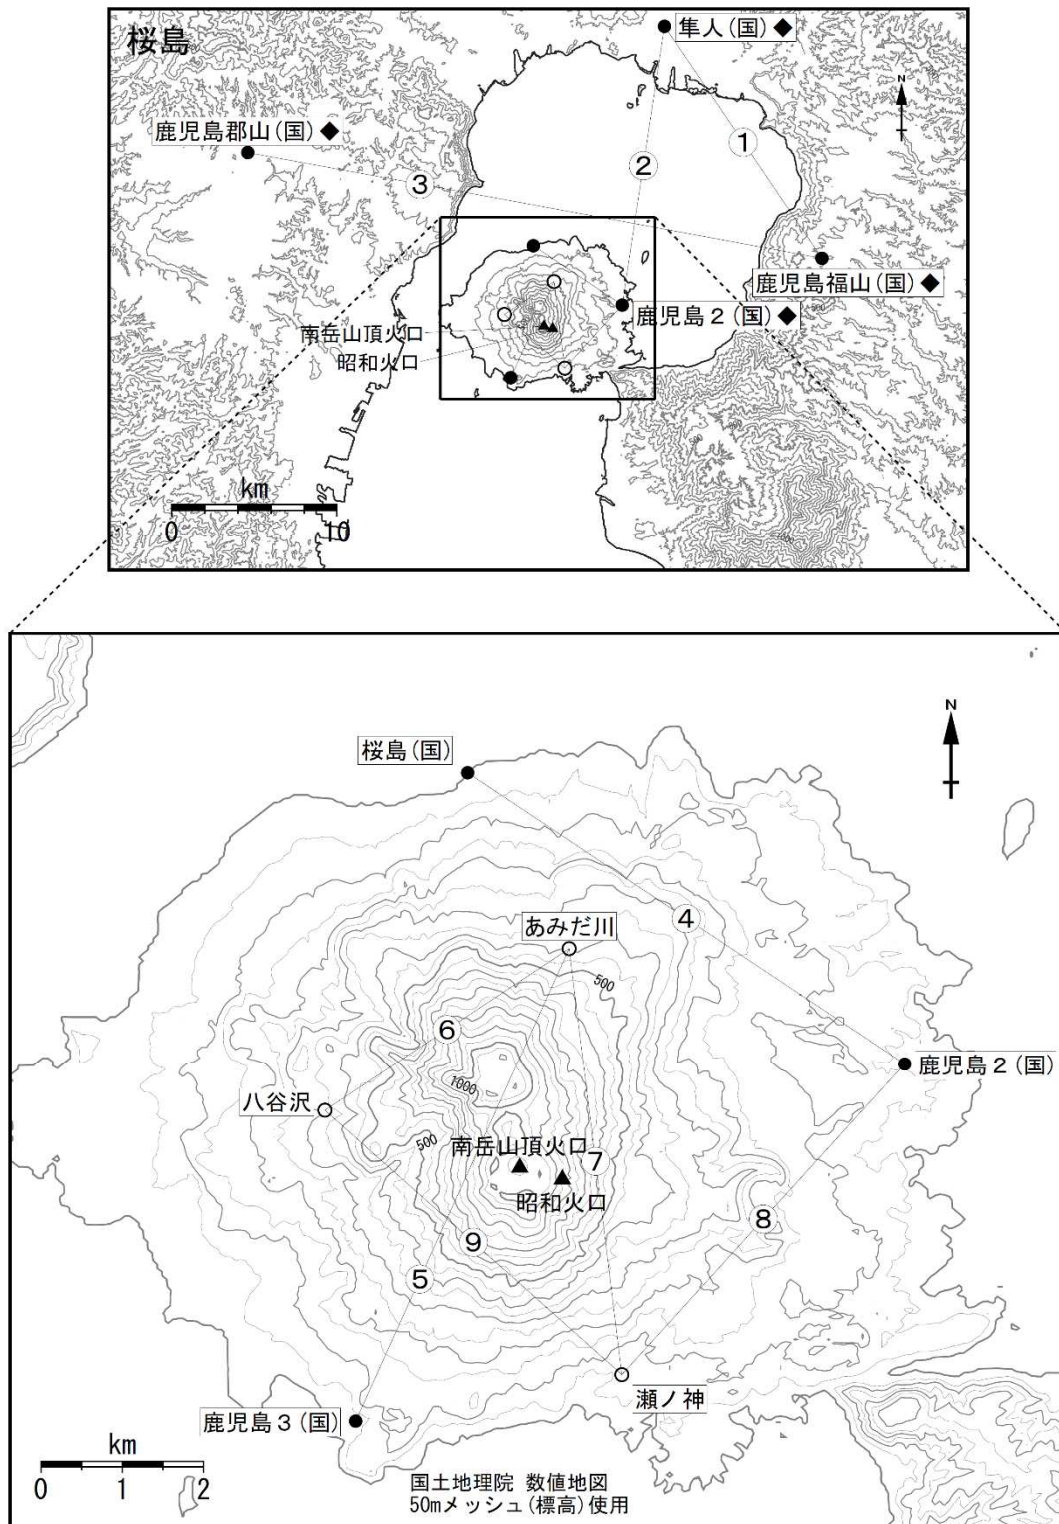 桜島
隼人(国)◆
N
鹿児島郡山(国)◆
①
②
③
鹿児島福山(国)◆
鹿児島2(国)◆
南岳山頂火口
昭和火口
km
0 10
桜島(国)
N
④
あみだ川
500
⑥
鹿児島2(国)
1000
八谷沢
500
南岳山頂火口
⑦
昭和火口
⑧
⑨
⑤
瀬ノ神
鹿児島3(国)
km
0 1 2
国土地理院 数値地図
50mメッシュ(標高)使用